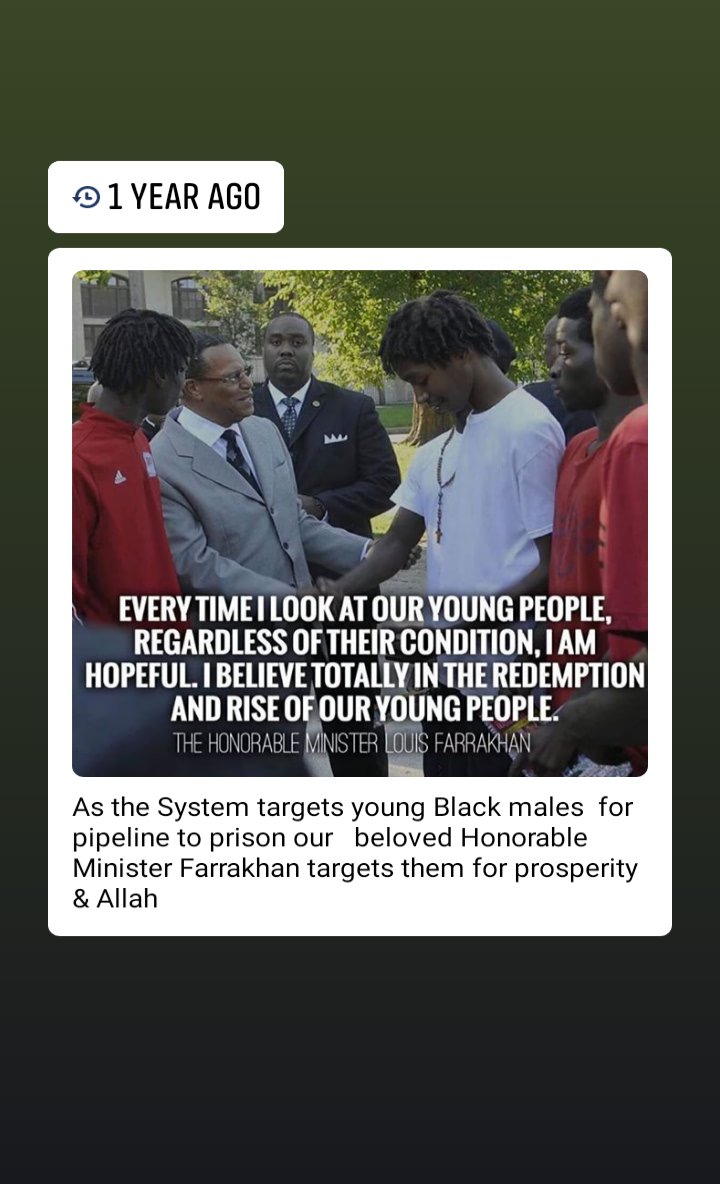 1 YEAR AGO
EVERY TIME I LOOK AT OUR YOUNG PEOPLE,
REGARDLESS OF THEIR CONDITION, I AM
HOPEFUL. I BELIEVE TOTALLY IN THE REDEMPTION
AND RISE OF OUR YOUNG PEOPLE.
THE HONORABLE MINISTER LOUIS FARRAKHAN
As the System targets young Black males  for
pipeline to prison our   beloved Honorable
Minister Farrakhan targets them for prosperity
& Allah